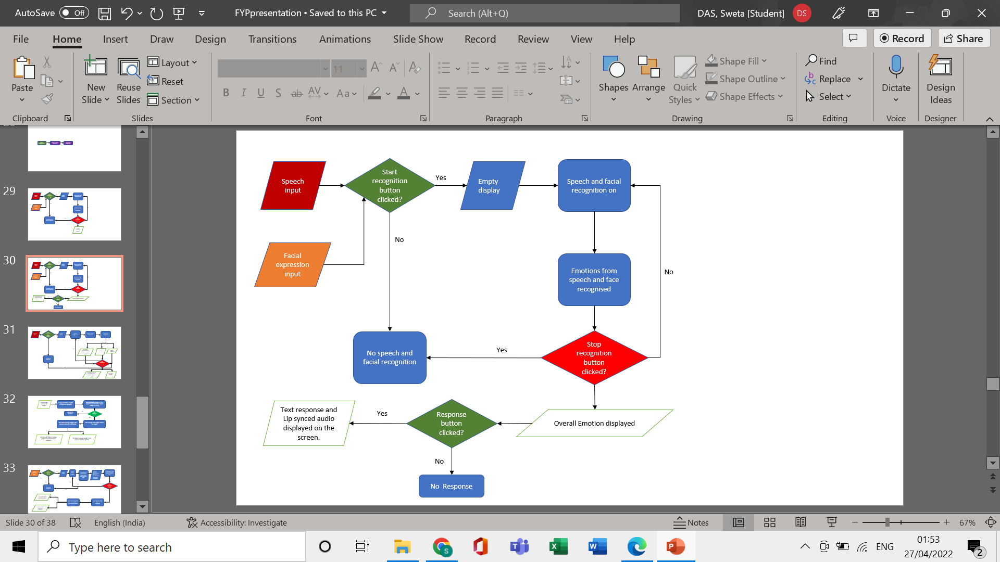 AutoSave Off
FYPpresentation • Saved to this PC
Search (Alt+Q)
DAS, Sweta [Student]
DS
File Home Insert Draw Design Transitions Animations Slide Show Record Review View Help
Record
Share
Paste
New
Slide
Reuse
Slides
Layout
Reset
Section
11
B I U S ab AV Aa A
Shapes
Arrange
Quick
Styles
Shape Fill
Shape Outline
Shape Effects
Find
Replace
Select
Dictate
Design
Ideas
Clipboard Slides Font Paragraph Drawing Editing Voice Designer
29
30
31
32
33
Speech
input
Start
recognition
button
clicked?
Yes
Empty
display
Speech and facial
recognition on
No
Facial
expression
input
Emotions from
speech and face
recognised
No
No speech and
facial recognition
Yes
Stop
recognition
button
clicked?
Text response and
Lip synced audio
displayed on the
screen.
Yes
Response
button
clicked?
Overall Emotion displayed
No
No Response
Slide 30 of 38
English (India)
Accessibility: Investigate
Notes
67%
Type here to search
ENG
01:53
27/04/2022
2